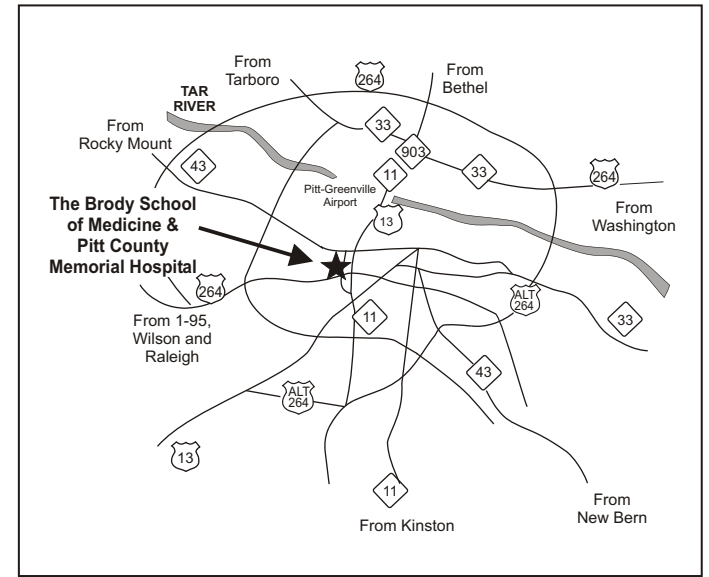 From
Tarboro
264
From
Bethel
TAR
RIVER
33
From
Rocky Mount
903
43
11
33
264
Pitt-Greenville
Airport
The Brody School
of Medicine &
Pitt County
Memorial Hospital
13
From
Washington
264
ALT
264
From 1-95,
Wilson and
Raleigh
11
33
43
ALT
264
13
11
From
New Bern
From Kinston